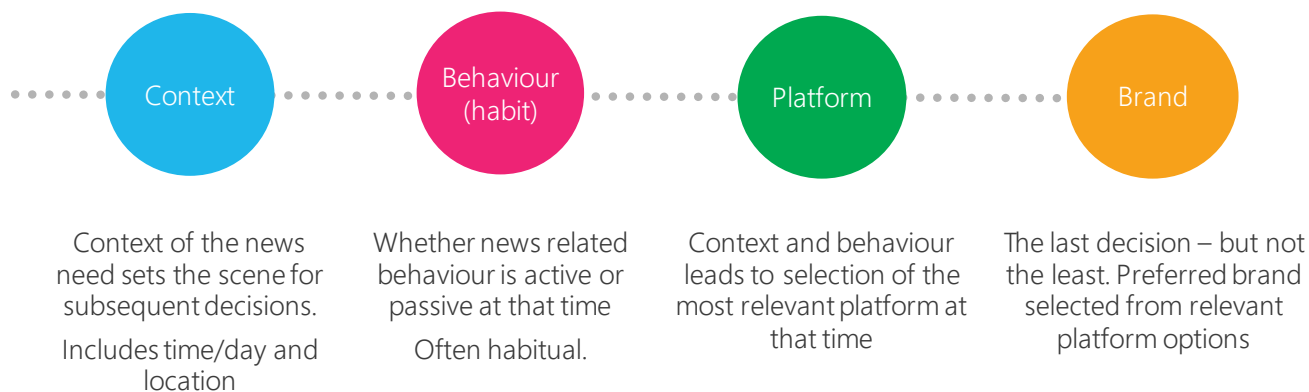 Context
Behaviour
(habit)
Platform
Brand
Context of the news
need sets the scene for
subsequent decisions.
Includes time/day and
location
Whether news related
behaviour is active or
passive at that time
Often habitual.
Context and behaviour
leads to selection of the
most relevant platform at
that time
The last decision – but not
the least. Preferred brand
selected from relevant
platform options